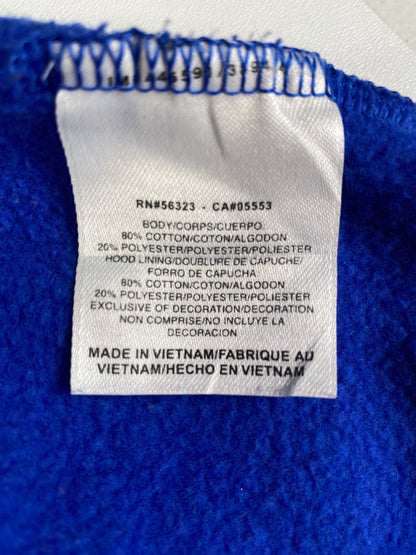 RN#56323 - CA#05553
BODY/CORPS/CUERPO:
80% COTTON/COTON/ALGODON
20% POLYESTER/POLYESTER/POLIESTER
HOOD LINING/DOUBLURE DE CAPUCHE/
FORRO DE CAPUCHA:
80% COTTON/COTON/ALGODON
20% POLYESTER/POLYESTER/POLIESTER
EXCLUSIVE OF DECORATION/DECORATION
NON COMPRISE/NO INCLUYE LA
DECORACION
MADE IN VIETNAM/FABRIQUE AU
VIETNAM/HECHO EN VIETNAM